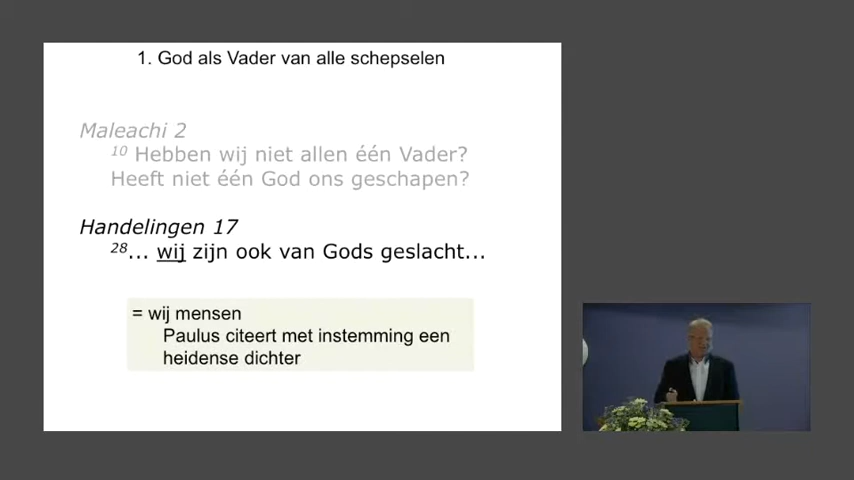 1. God als Vader van alle schepselen
Maleachi 2
10 Hebben wij niet allen één Vader?
Heeft niet één God ons geschapen?
Handelingen 17
28... wij zijn ook van Gods geslacht...
= wij mensen
Paulus citeert met instemming een
heidense dichter